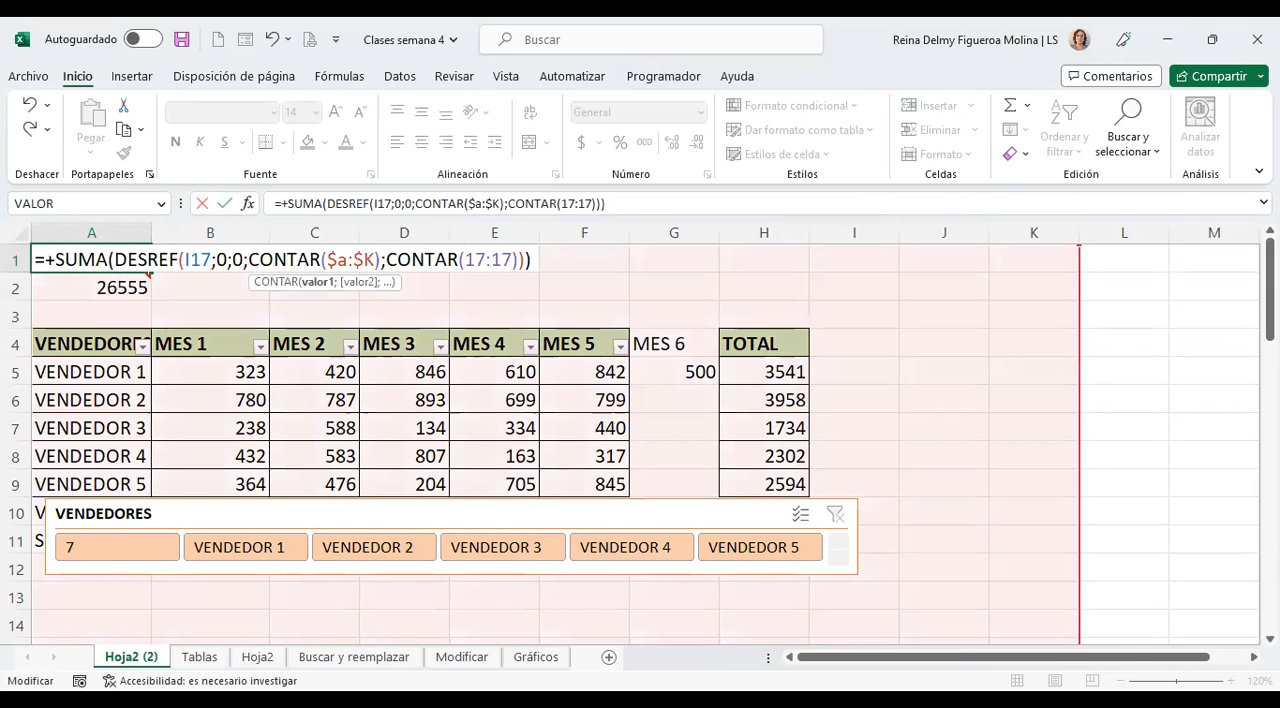 Autoguardado
Clases semana 4
Buscar
Reina Delmy Figueroa Molina | LS
Archivo Inicio Insertar Disposición de página Fórmulas Datos Revisar Vista Automatizar Programador Ayuda
Comentarios Compartir
Pegar
14
N K S
General
$ % 000
Formato condicional
Dar formato como tabla
Estilos de celda
Insertar
Eliminar
Formato
Ordenar y filtrar
Buscar y seleccionar
Analizar datos
Deshacer Portapapeles Fuente Alineación Número Estilos Celdas Edición Análisis
VALOR
fx
=+SUMA(DESREF(I17;0;0;CONTAR($a:$K);CONTAR(17:17)))
A B C D E F G H I J K L M
1 =+SUMA(DESREF(I17;0;0;CONTAR($a:$K);CONTAR(17:17)))
CONTAR(valor1; [valor2]; ...)
2 26555
3
4 VENDEDORES MES 1 MES 2 MES 3 MES 4 MES 5 MES 6 TOTAL
5 VENDEDOR 1 323 420 846 610 842 500 3541
6 VENDEDOR 2 780 787 893 699 799 3958
7 VENDEDOR 3 238 588 134 334 440 1734
8 VENDEDOR 4 432 583 807 163 317 2302
9 VENDEDOR 5 364 476 204 705 845 2594
10 V
VENDEDORES
11 S
7 VENDEDOR 1 VENDEDOR 2 VENDEDOR 3 VENDEDOR 4 VENDEDOR 5
12
13
14
Hoja2 (2) Tablas Hoja2 Buscar y reemplazar Modificar Gráficos
Modificar
Accesibilidad: es necesario investigar
120%